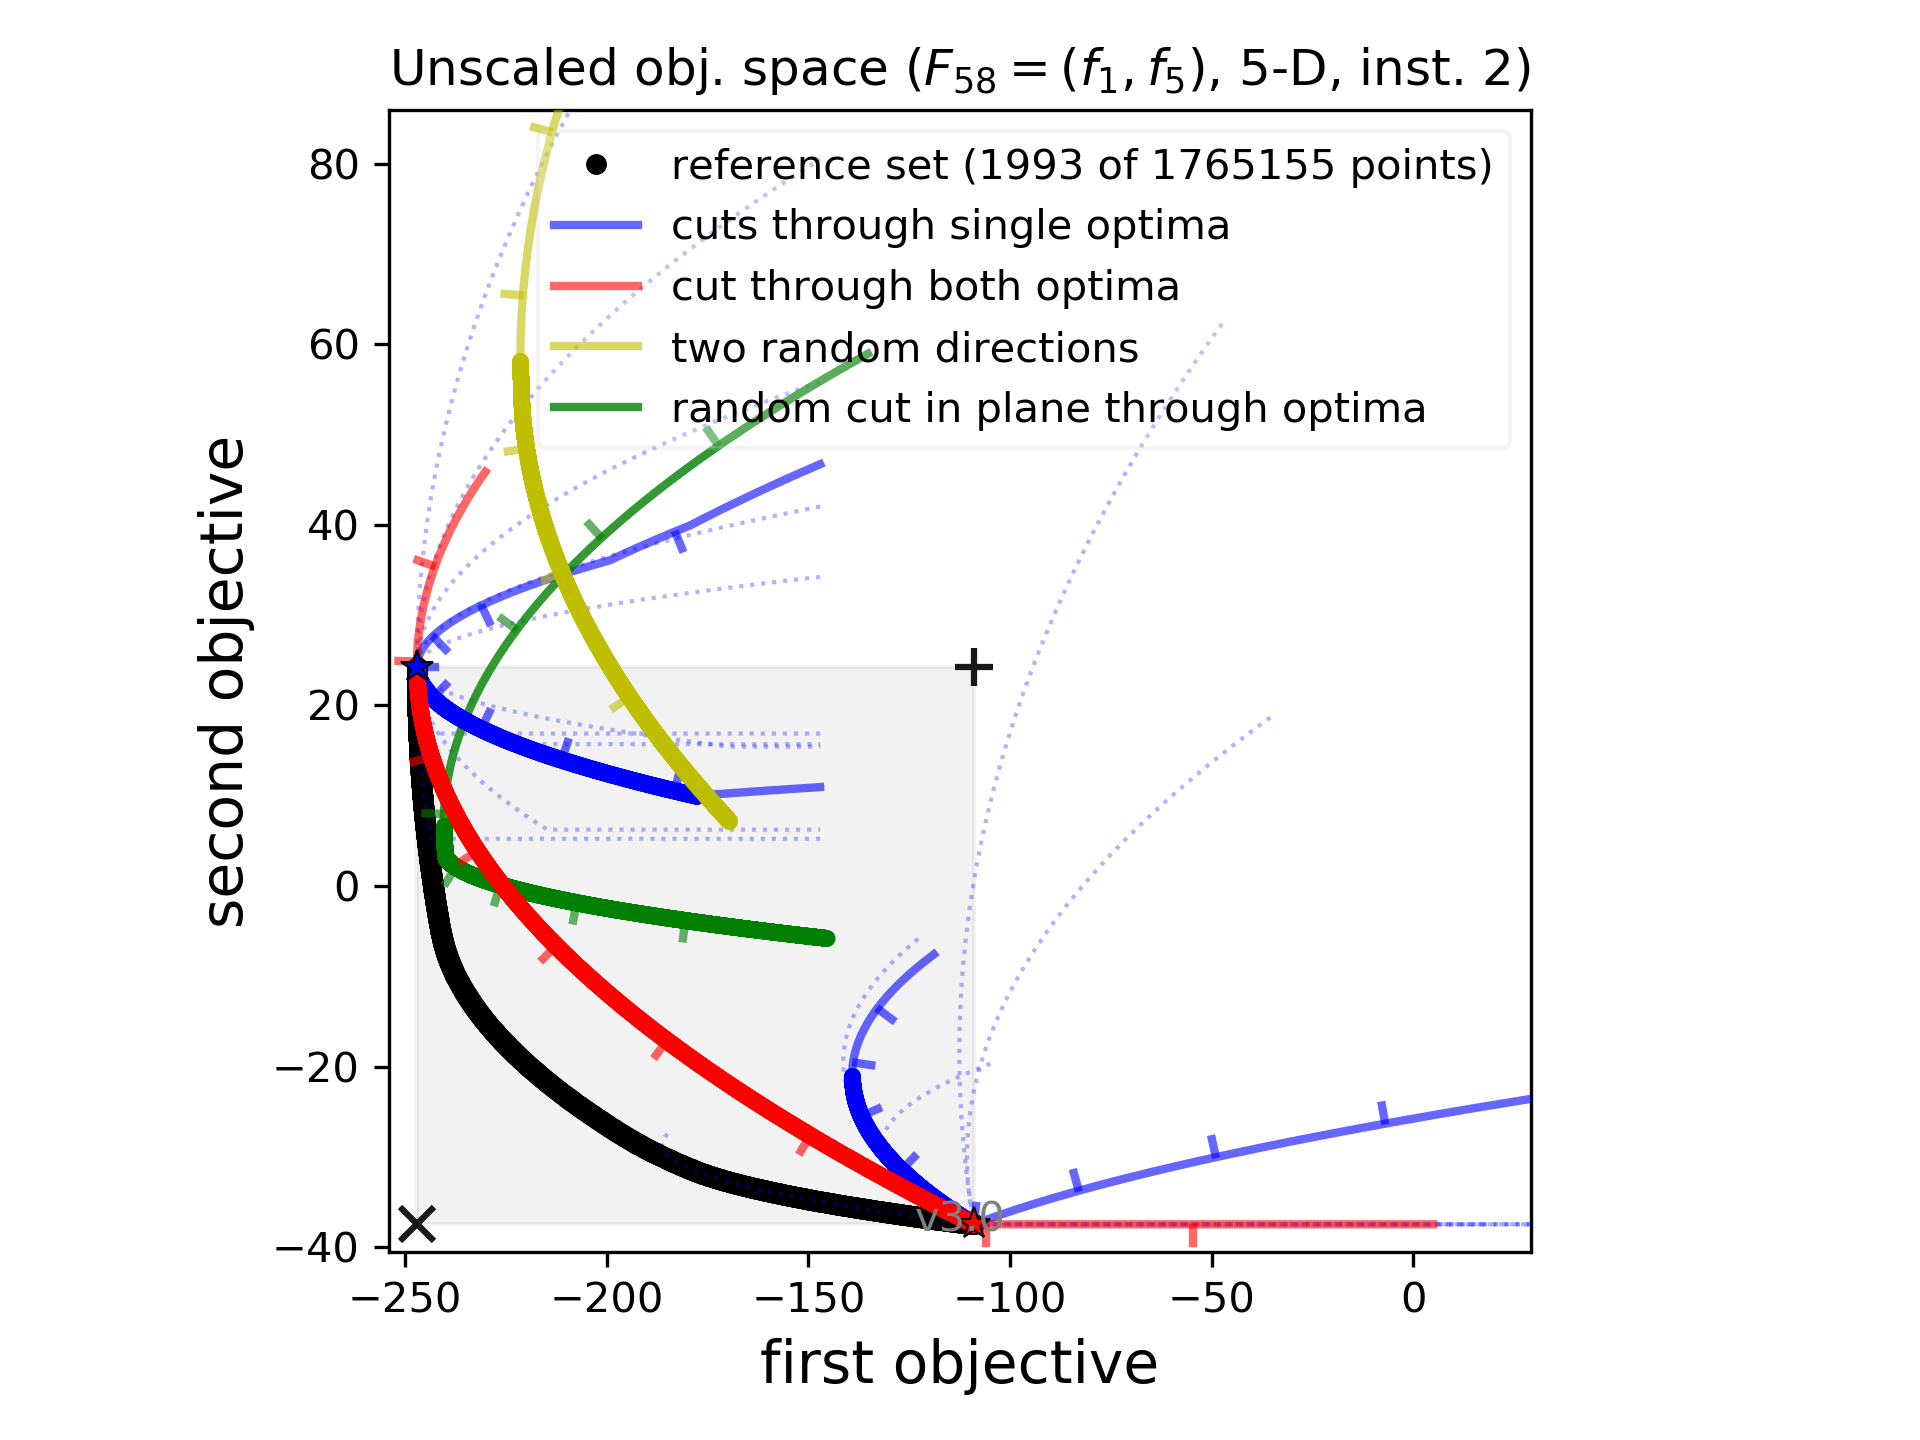 Unscaled obj. space (F58 = (f1, f5), 5-D, inst. 2)
reference set (1993 of 1765155 points)
cuts through single optima
cut through both optima
two random directions
random cut in plane through optima
80
60
40
20
0
−20
−40
second objective
v3.0
−250 −200 −150 −100 −50 0
first objective